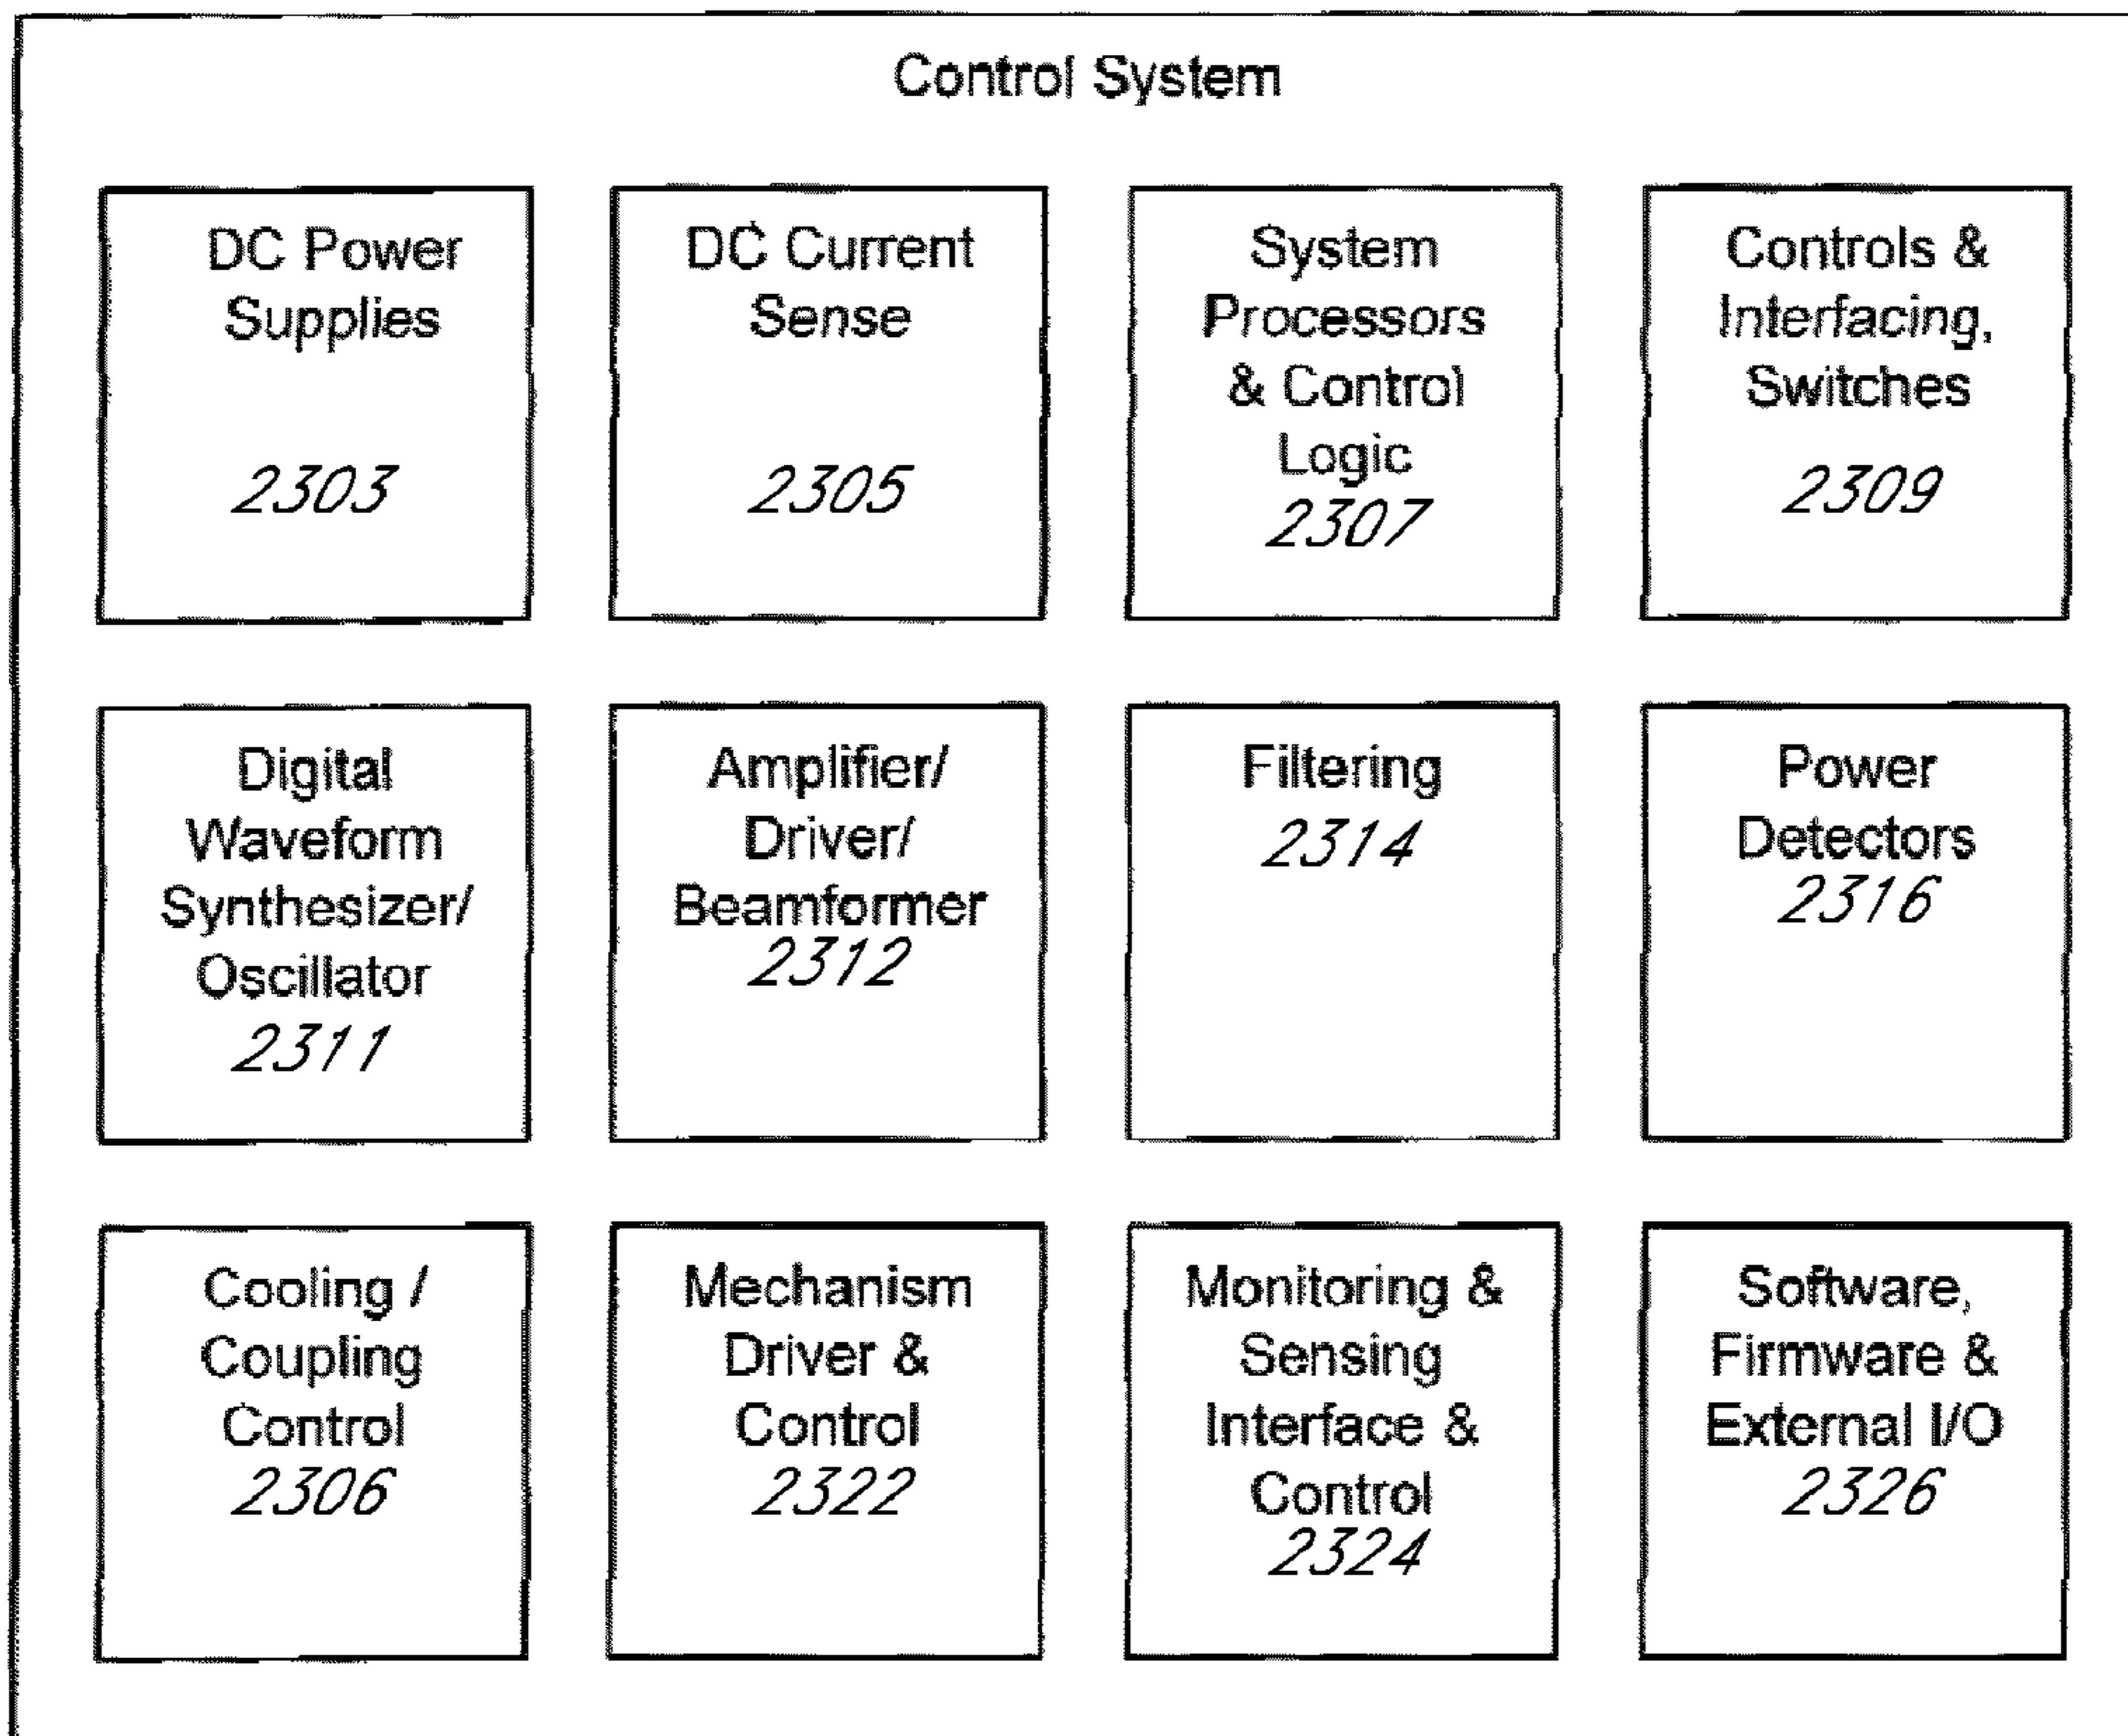 Control System
DC Power
Supplies
2303
DC Current
Sense
2305
System
Processors
& Control
Logic
2307
Controls &
Interfacing,
Switches
2309
Digital
Waveform
Synthesizer/
Oscillator
2311
Amplifier/
Driver/
Beamformer
2312
Filtering
2314
Power
Detectors
2316
Cooling /
Coupling
Control
2306
Mechanism
Driver &
Control
2322
Monitoring &
Sensing
Interface &
Control
2324
Software,
Firmware &
External I/O
2326